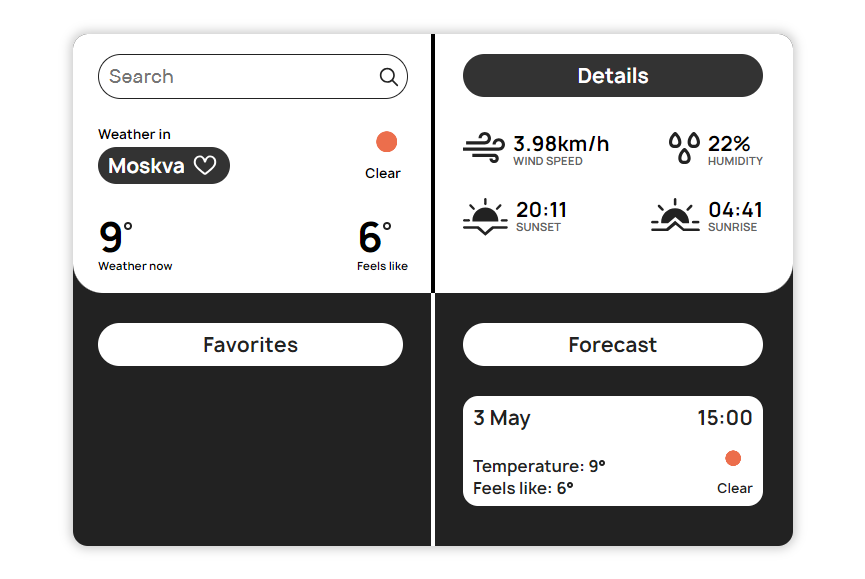 Search
Weather in
Moskva
Clear
9°
Weather now
6°
Feels like
Details
3.98km/h
WIND SPEED
22%
HUMIDITY
20:11
SUNSET
04:41
SUNRISE
Favorites
Forecast
3 May 15:00
Temperature: 9°
Feels like: 6°
Clear